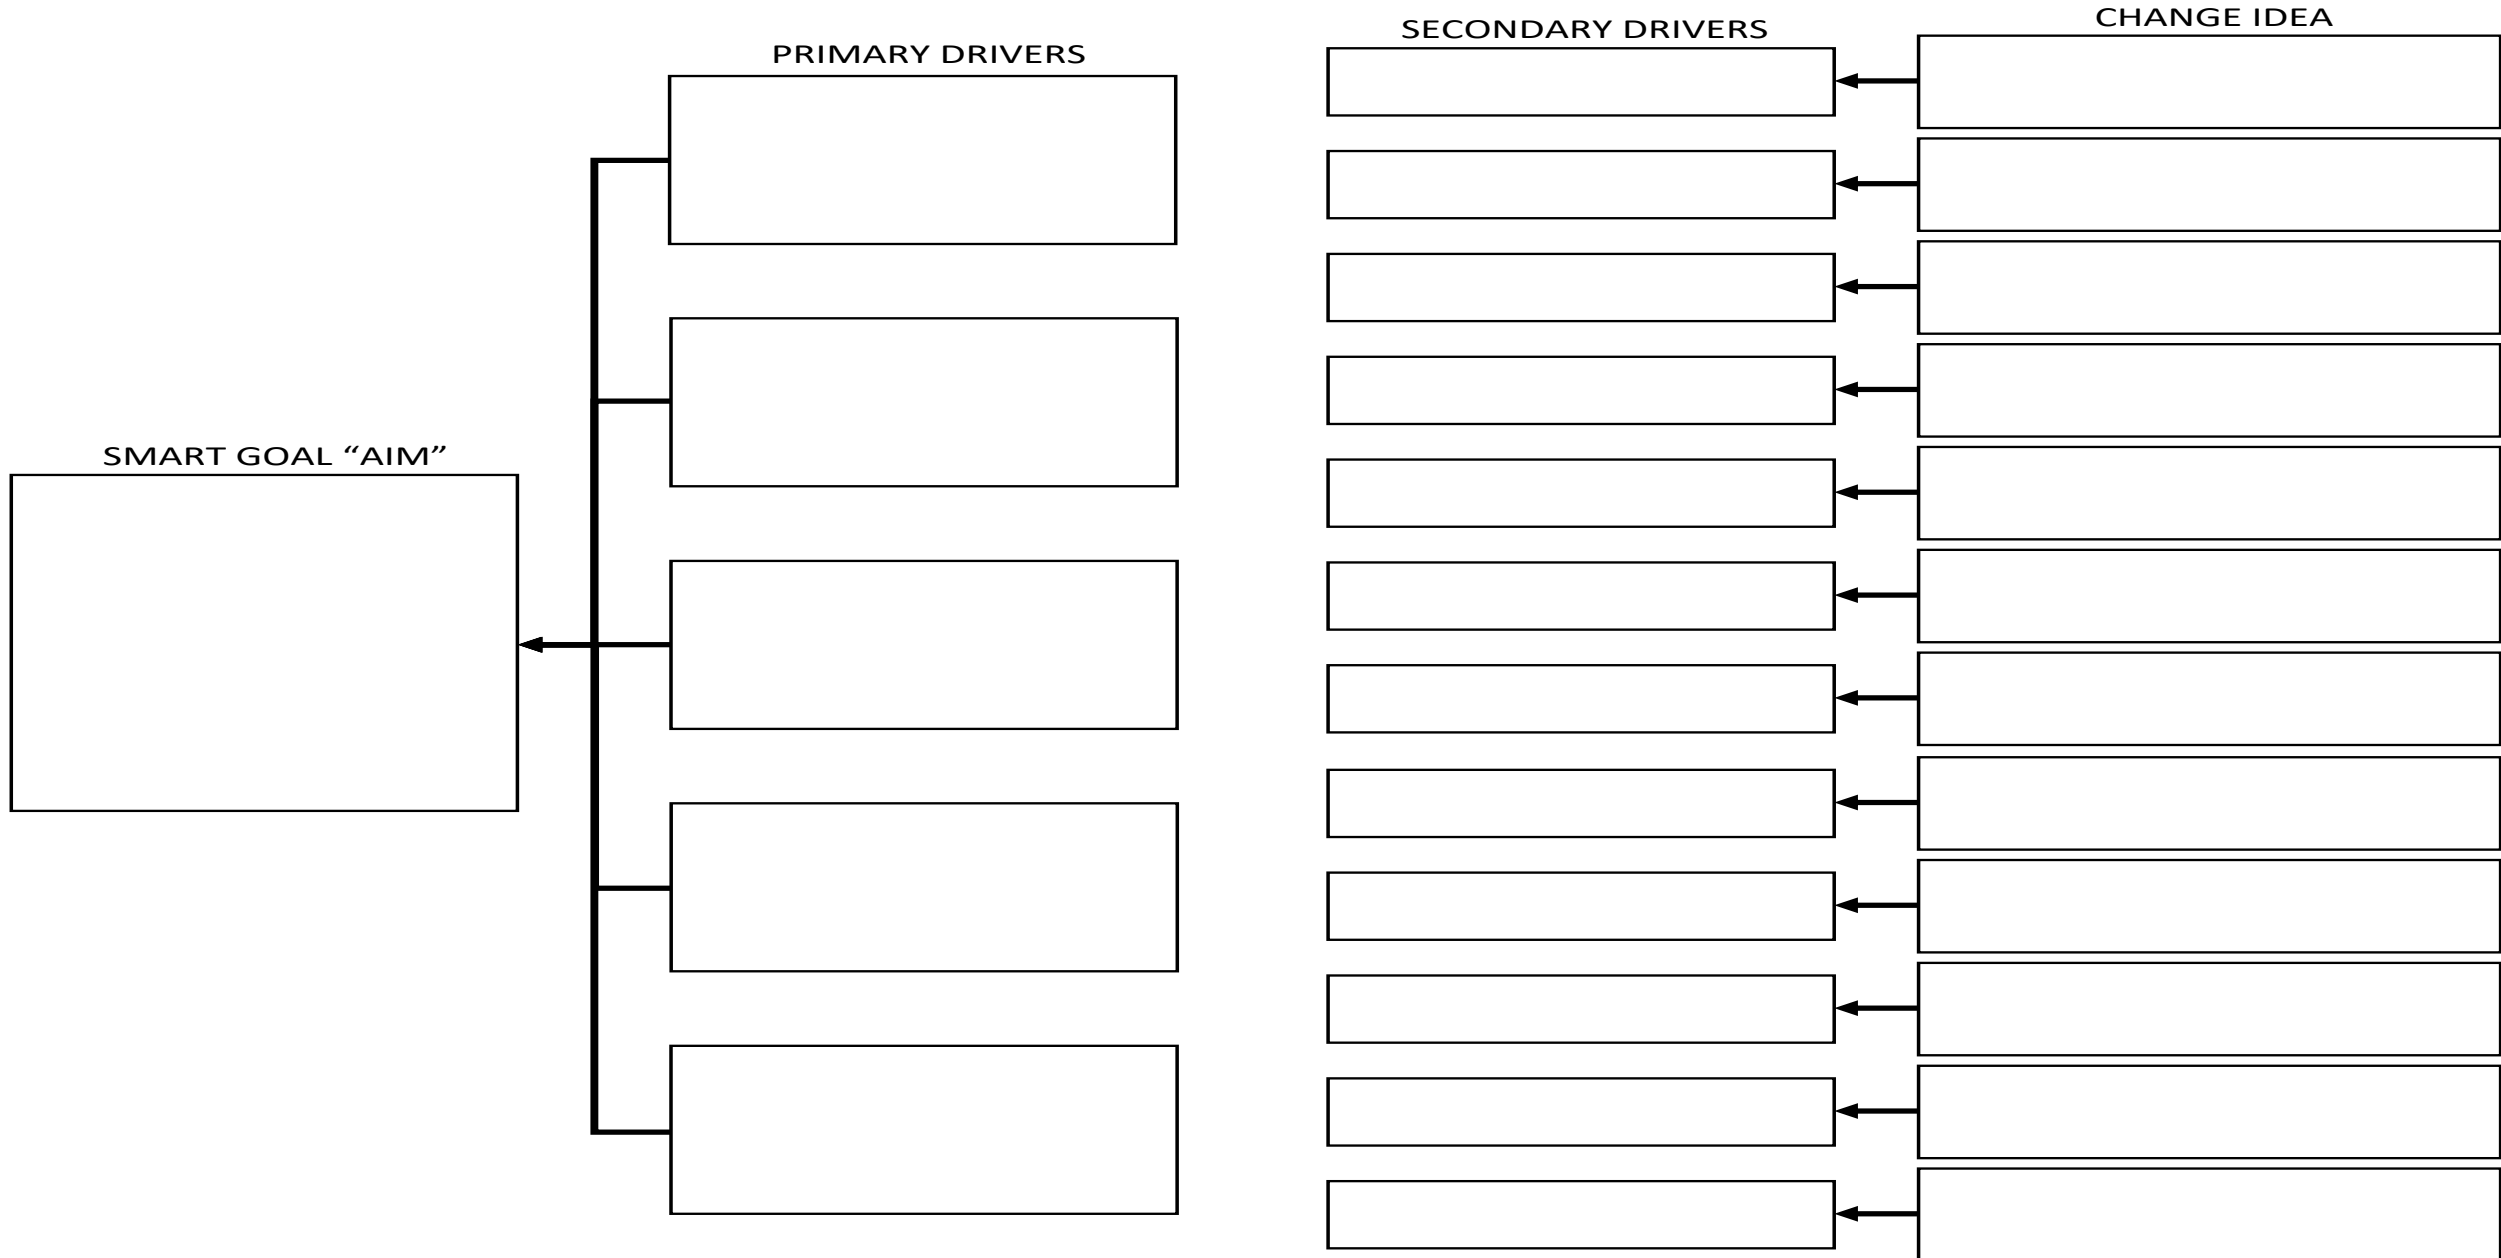 CHANGE IDEA
SECONDARY DRIVERS
PRIMARY DRIVERS
SMART GOAL “AIM”